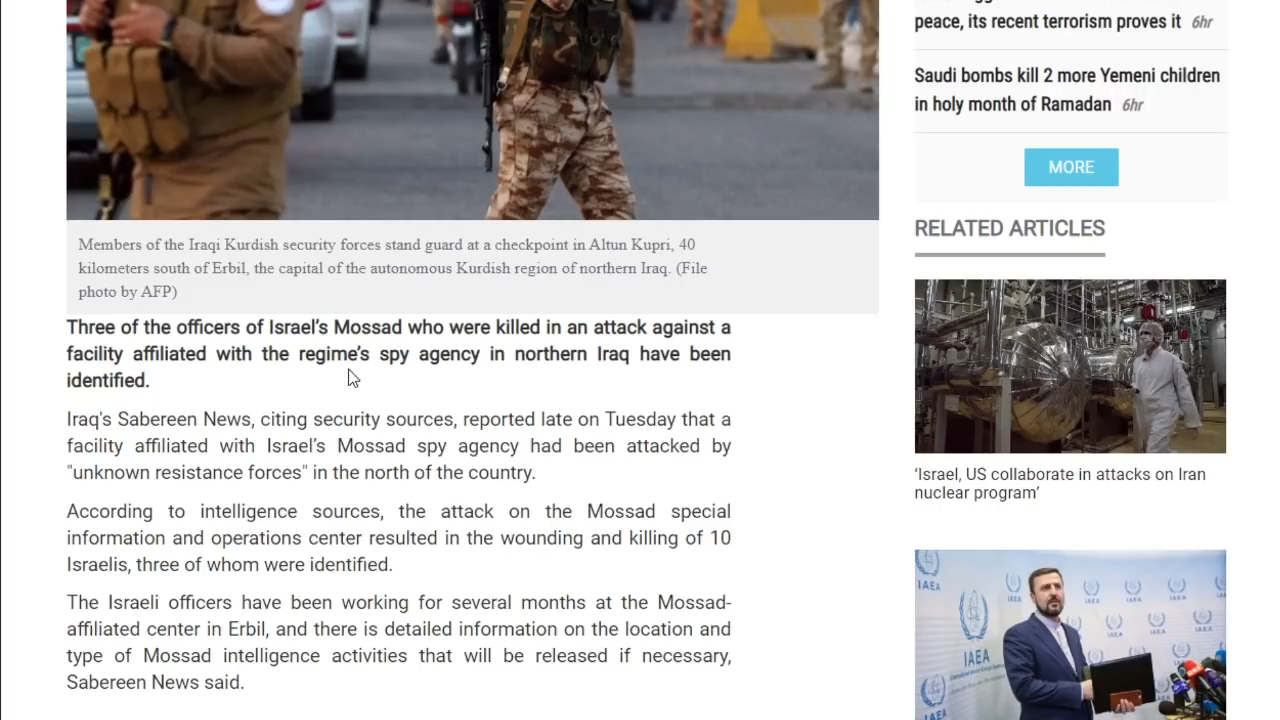 peace, its recent terrorism proves it 6hr
Saudi bombs kill 2 more Yemeni children
in holy month of Ramadan 6hr
MORE
Members of the Iraqi Kurdish security forces stand guard at a checkpoint in Altun Kupri, 40
kilometers south of Erbil, the capital of the autonomous Kurdish region of northern Iraq. (File
photo by AFP)
Three of the officers of Israel’s Mossad who were killed in an attack against a
facility affiliated with the regime’s spy agency in northern Iraq have been
identified.
Iraq's Sabereen News, citing security sources, reported late on Tuesday that a
facility affiliated with Israel’s Mossad spy agency had been attacked by
"unknown resistance forces" in the north of the country.
According to intelligence sources, the attack on the Mossad special
information and operations center resulted in the wounding and killing of 10
Israelis, three of whom were identified.
The Israeli officers have been working for several months at the Mossad-
affiliated center in Erbil, and there is detailed information on the location and
type of Mossad intelligence activities that will be released if necessary,
Sabereen News said.
RELATED ARTICLES
‘Israel, US collaborate in attacks on Iran
nuclear program’
IAEA
IAEA
IAEA
IAEA
IAEA
IAEA
IAEA
IAEA